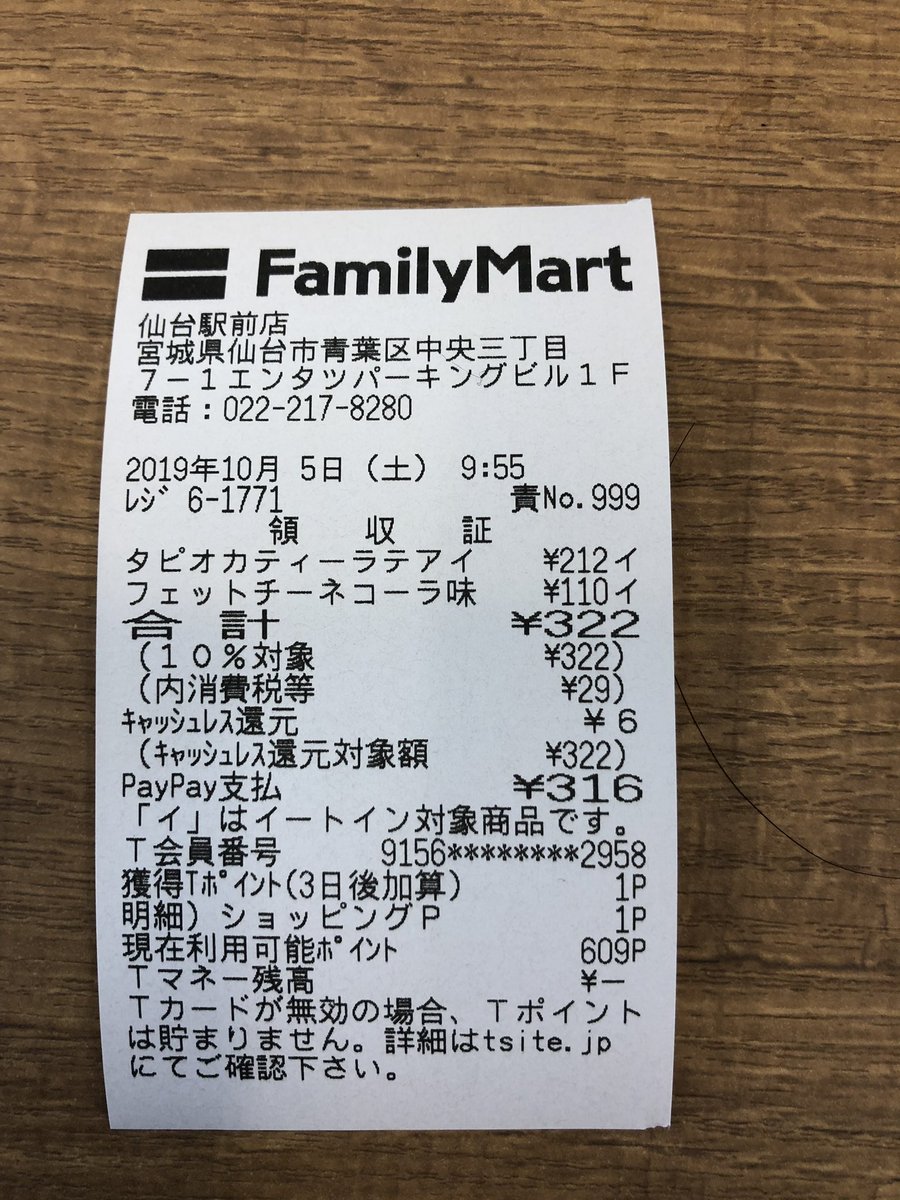 FamilyMart
仙台駅前店
宮城県仙台市青葉区中央三丁目
７－１エンタツパーキングビル１Ｆ
電話：022-217-8280
2019年10月 5日（土） 9:55
ﾚｼﾞ 6-1771 責No.999
領 収 証
タピオカティーラテアイ ¥212イ
フェットチーネコーラ味 ¥110イ
合 計 ¥322
（１０％対象 ¥322）
（内消費税等 ¥29）
ｷｬｯｼｭﾚｽ還元 ¥ 6
（ｷｬｯｼｭﾚｽ還元対象額 ¥322）
PayPay支払 ¥316
「イ」はイートイン対象商品です。
Ｔ会員番号 9156********2958
獲得Tﾎﾟｲﾝﾄ(3日後加算) 1P
明細）ショッピングＰ 1P
現在利用可能ﾎﾟｲﾝﾄ 609P
Ｔマネー残高 ¥―
Ｔカードが無効の場合、Ｔポイント
は貯まりません。詳細はtsite.jp
にてご確認下さい。